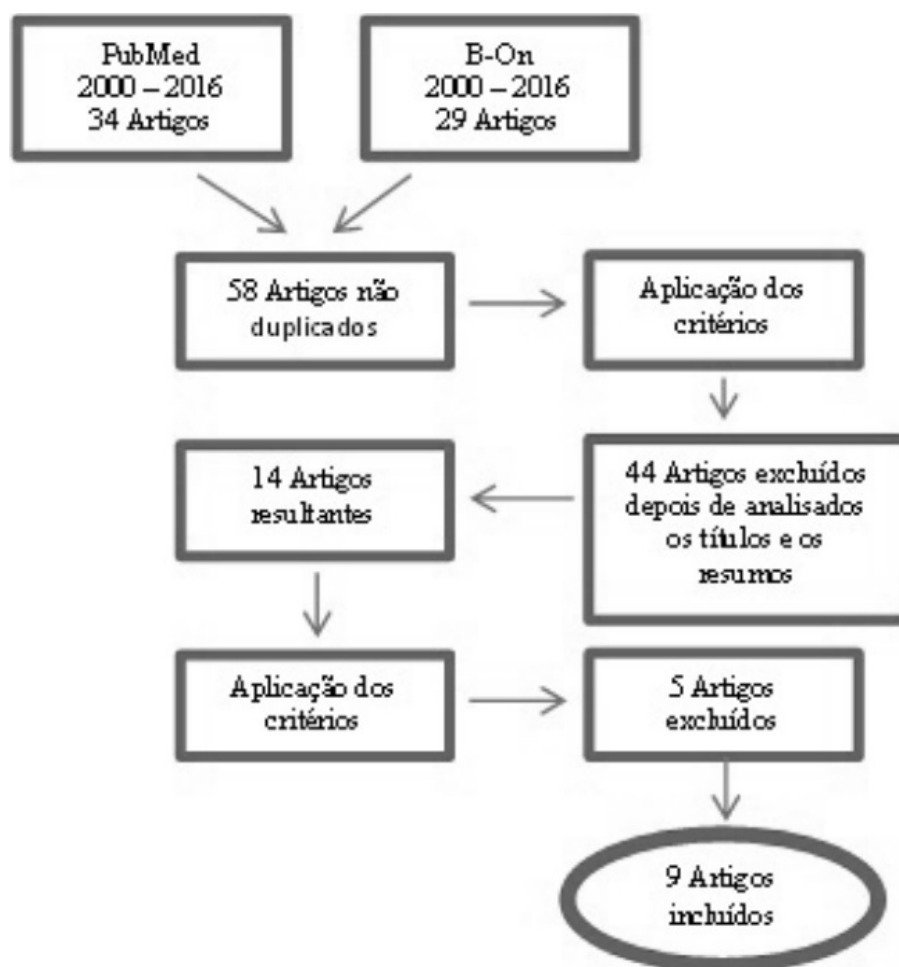 PubMed
2000 – 2016
34 Artigos
B-On
2000 – 2016
29 Artigos
58 Artigos não
duplicados
Aplicação dos
critérios
44 Artigos excluídos
depois de analisados
os títulos e os
resumos
14 Artigos
resultantes
Aplicação dos
critérios
5 Artigos
excluídos
9 Artigos
incluídos